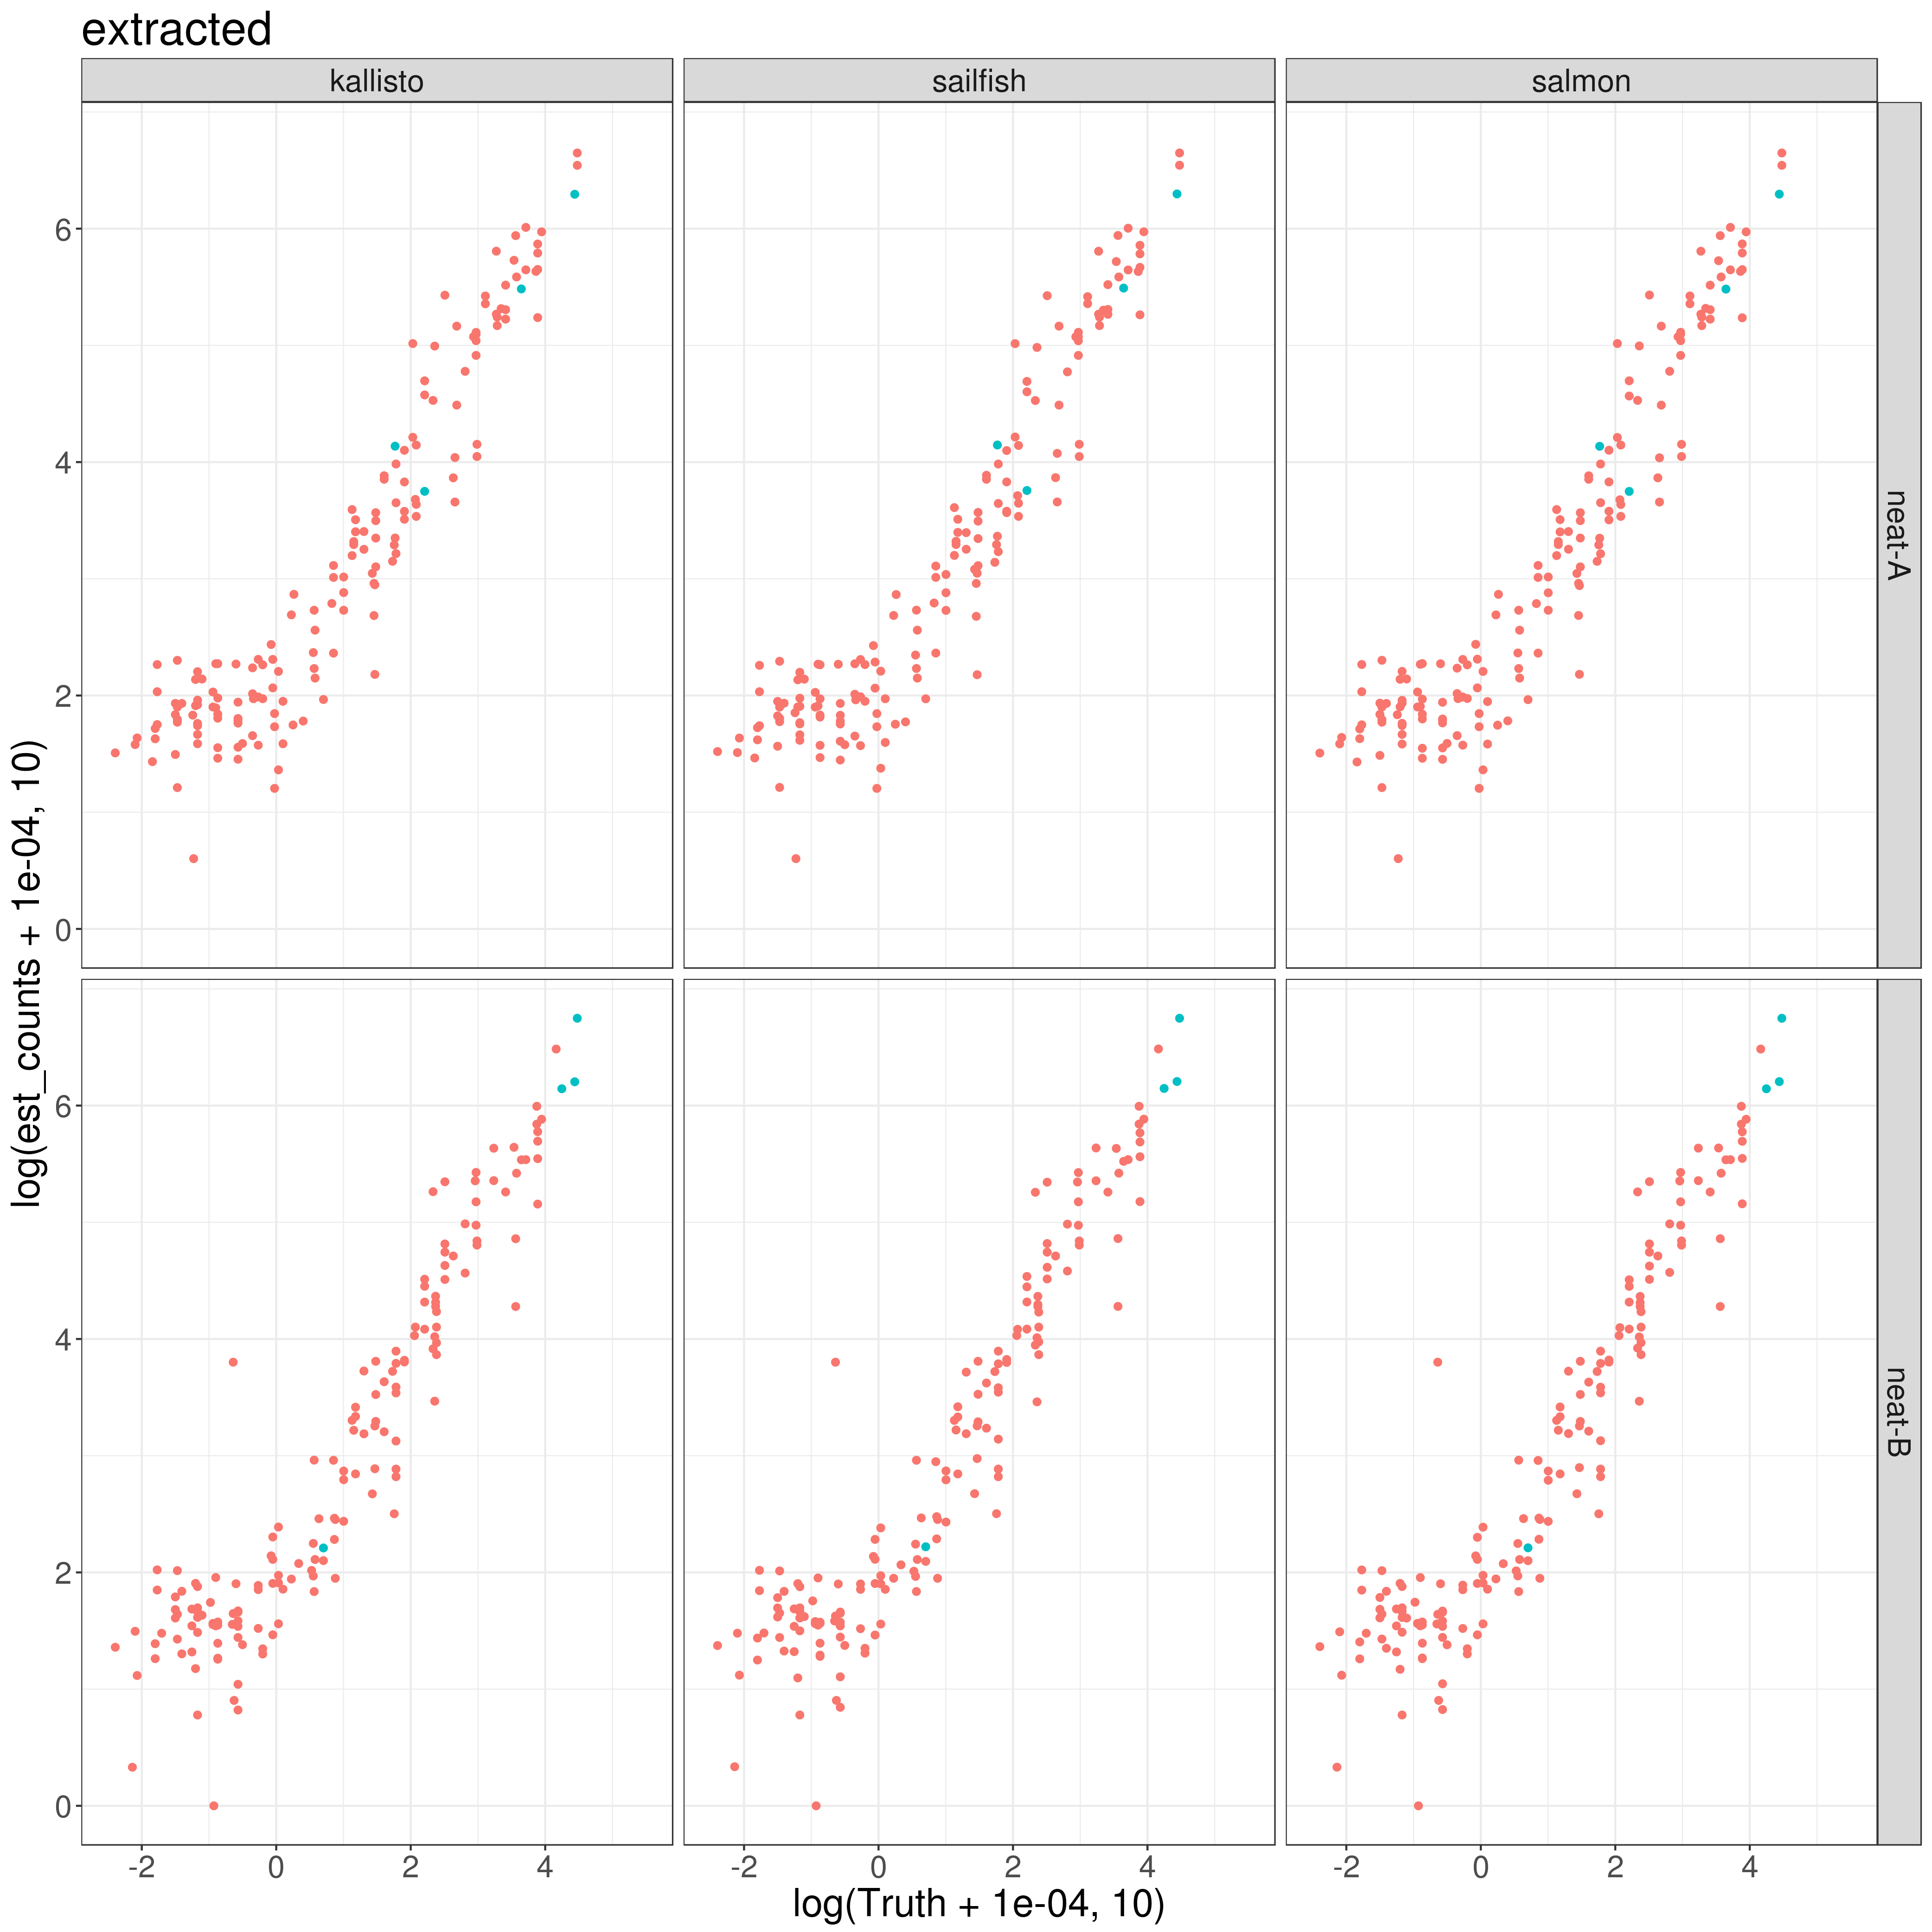 extracted
kallisto sailfish salmon
neat-A
neat-B
log(est_counts + 1e-04, 10)
6
4
2
0
6
4
2
0
-2 0 2 4 -2 0 2 4 -2 0 2 4
log(Truth + 1e-04, 10)